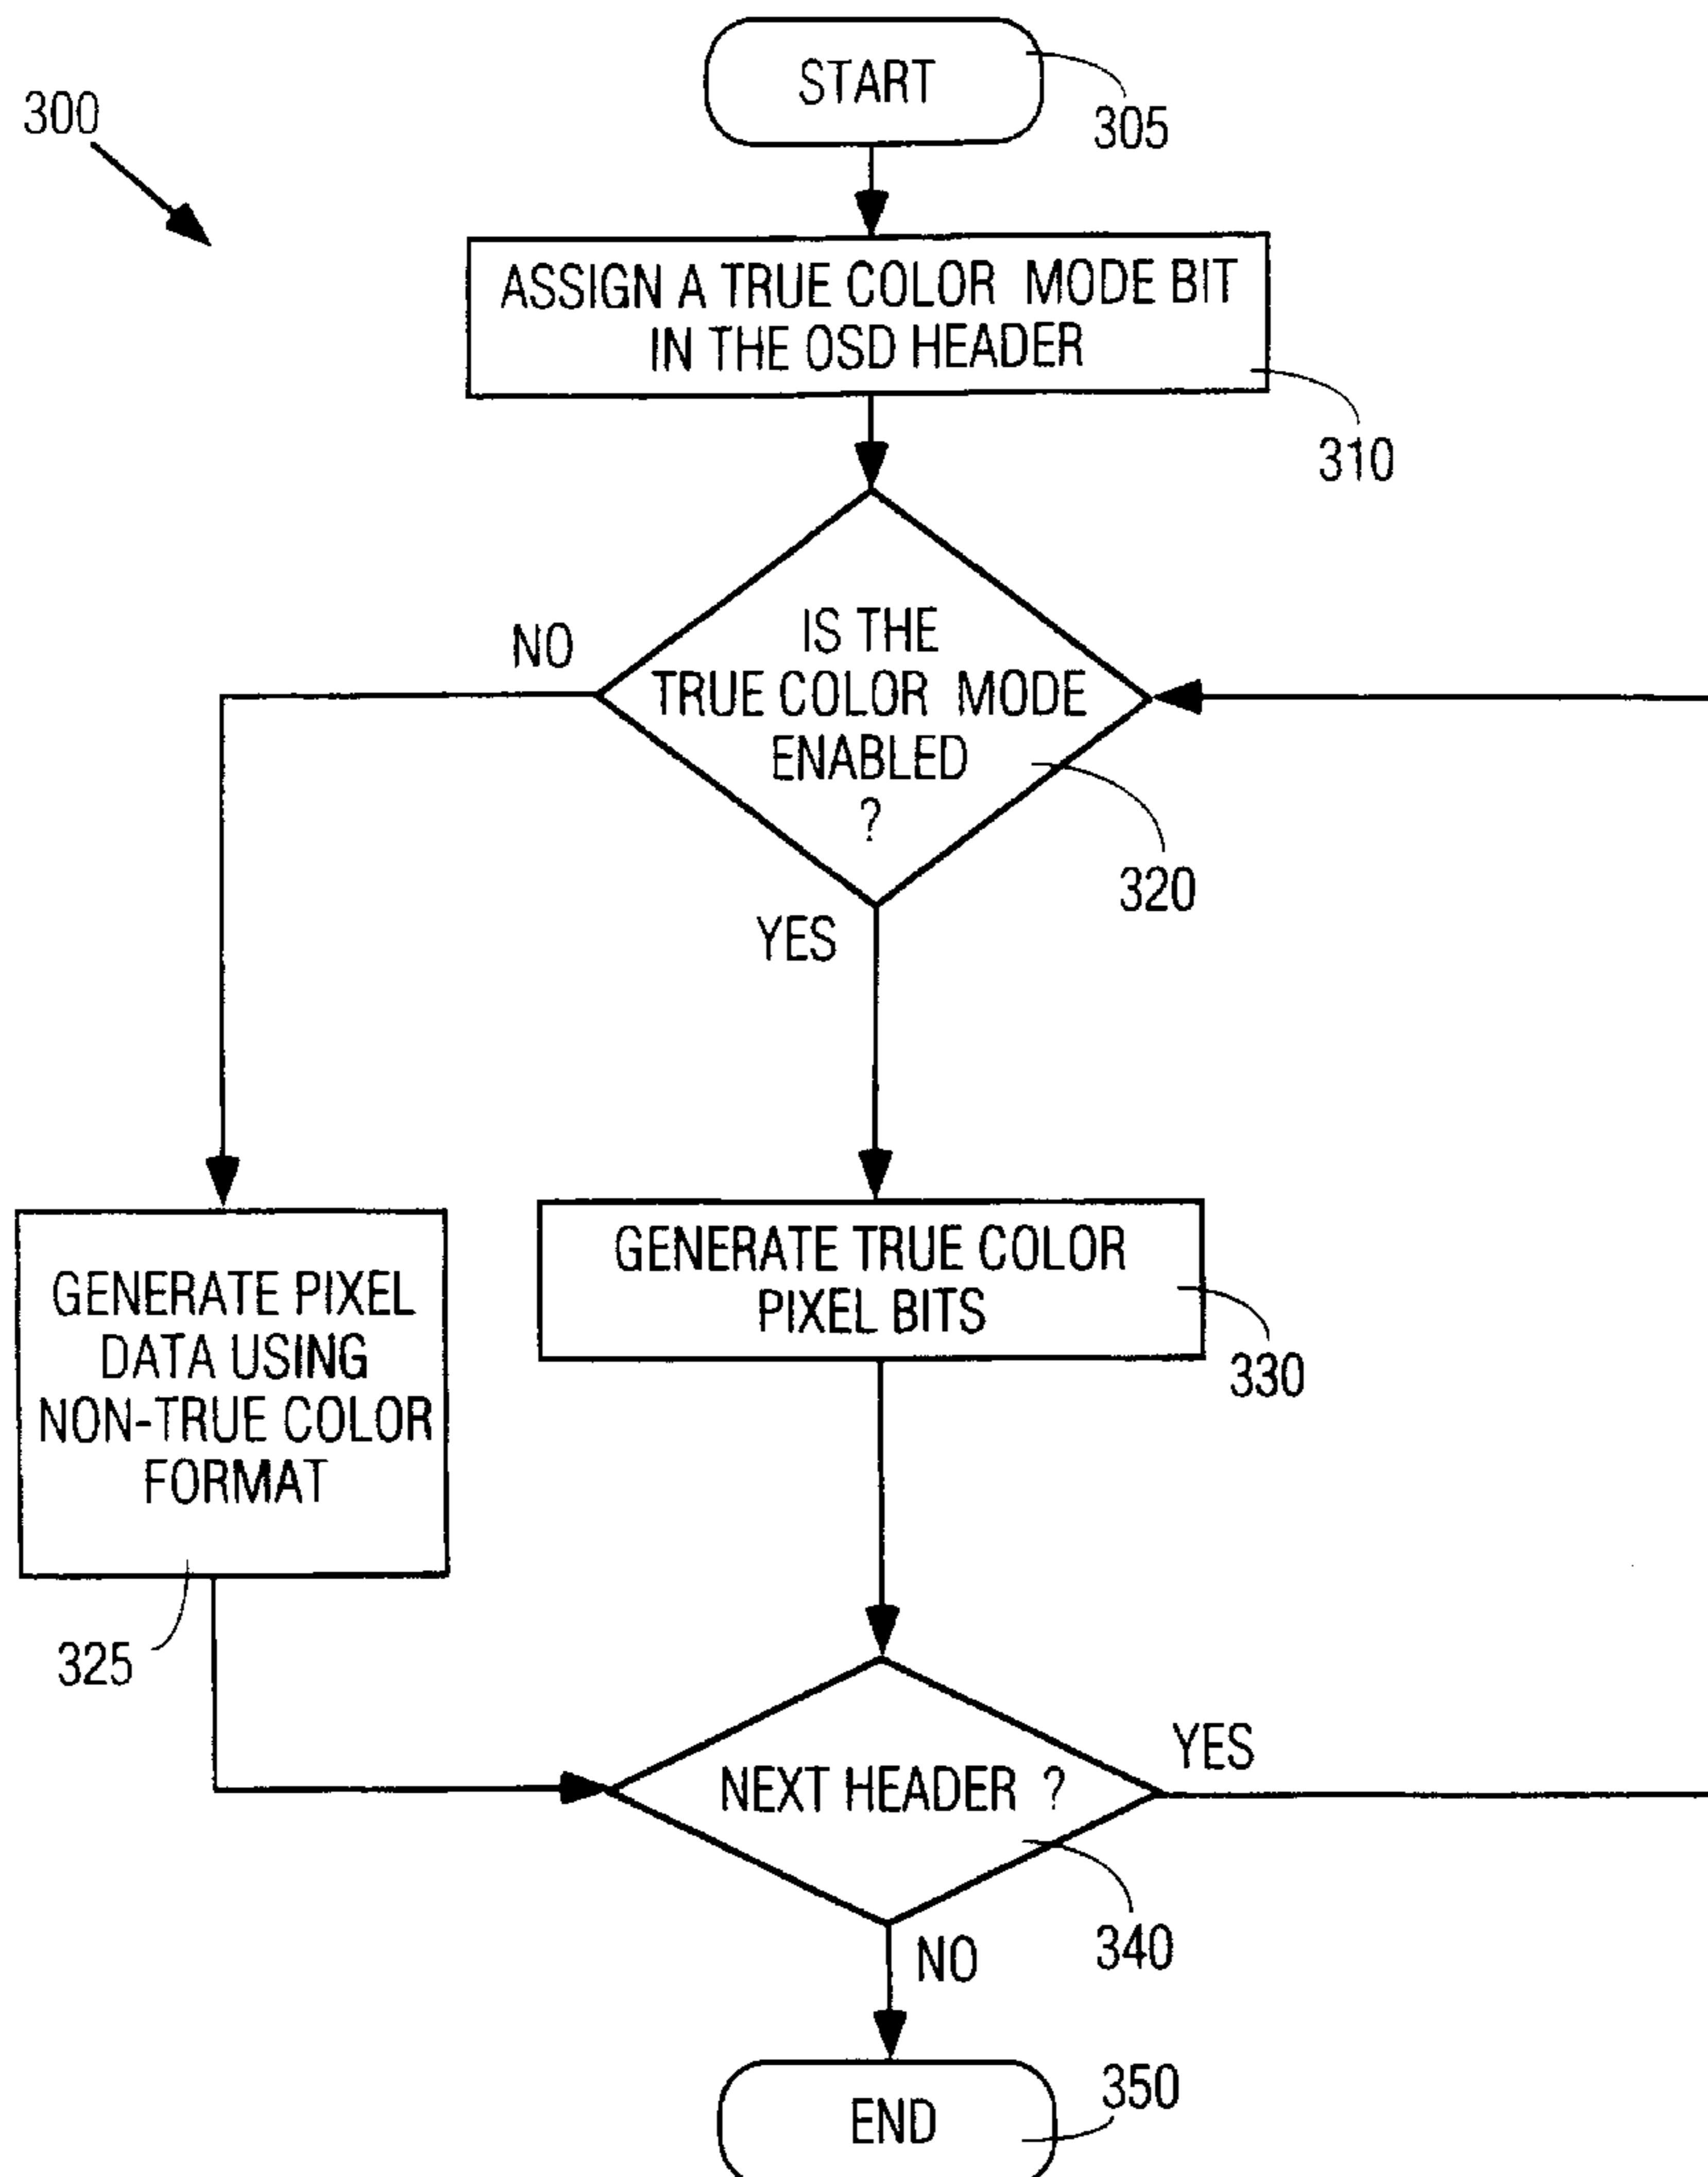 START
305
300
ASSIGN A TRUE COLOR MODE BIT
IN THE OSD HEADER
310
IS THE
TRUE COLOR MODE
ENABLED
?
NO
320
YES
GENERATE PIXEL
DATA USING
NON-TRUE COLOR
FORMAT
GENERATE TRUE COLOR
PIXEL BITS
330
325
NEXT HEADER ?
YES
340
NO
END
350